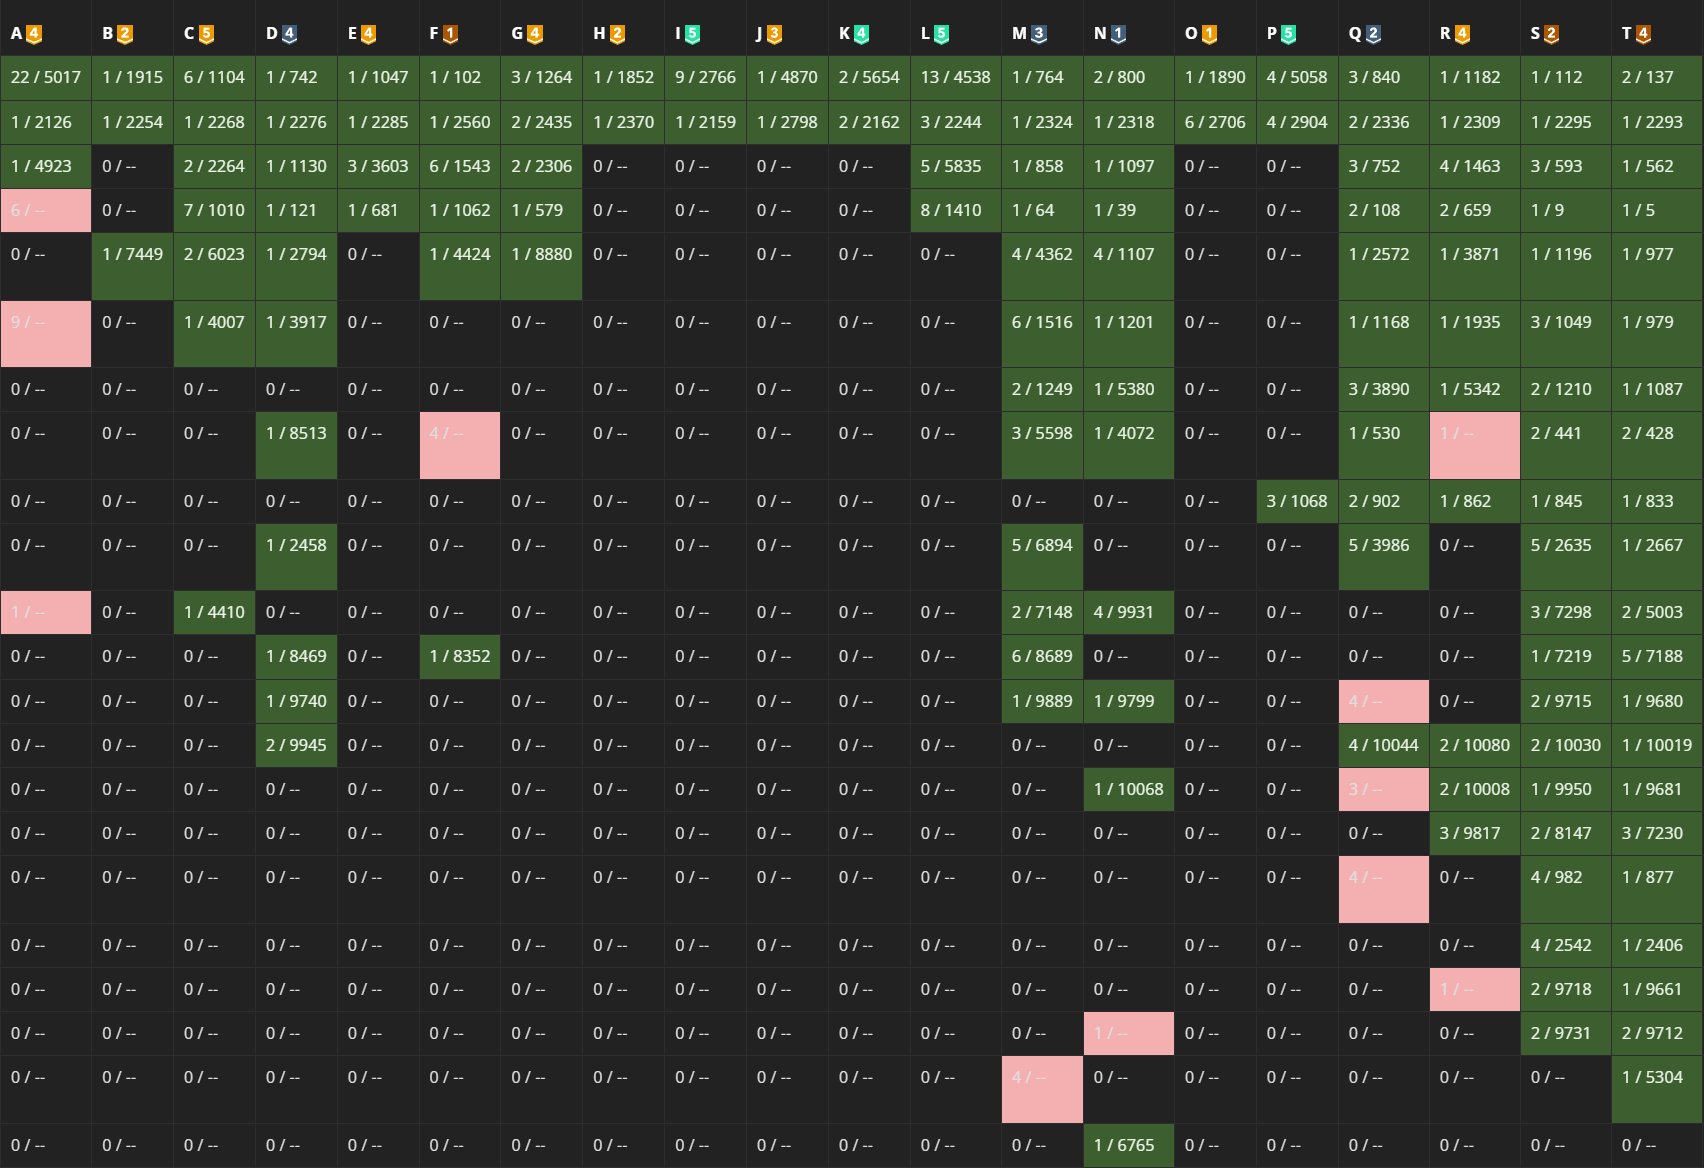 A 4 B 2 C 5 D 4 E 4 F 1 G 4 H 2 I 5 J 3 K 4 L 5 M 3 N 1 O 1 P 5 Q 2 R 4 S 2 T 4
22 / 5017 1 / 1915 6 / 1104 1 / 742 1 / 1047 1 / 102 3 / 1264 1 / 1852 9 / 2766 1 / 4870 2 / 5654 13 / 4538 1 / 764 2 / 800 1 / 1890 4 / 5058 3 / 840 1 / 1182 1 / 112 2 / 137
1 / 2126 1 / 2254 1 / 2268 1 / 2276 1 / 2285 1 / 2560 2 / 2435 1 / 2370 1 / 2159 1 / 2798 2 / 2162 3 / 2244 1 / 2324 1 / 2318 6 / 2706 4 / 2904 2 / 2336 1 / 2309 1 / 2295 1 / 2293
1 / 4923 0 / -- 2 / 2264 1 / 1130 3 / 3603 6 / 1543 2 / 2306 0 / -- 0 / -- 0 / -- 0 / -- 5 / 5835 1 / 858 1 / 1097 0 / -- 0 / -- 3 / 752 4 / 1463 3 / 593 1 / 562
6 / -- 0 / -- 7 / 1010 1 / 121 1 / 681 1 / 1062 1 / 579 0 / -- 0 / -- 0 / -- 0 / -- 8 / 1410 1 / 64 1 / 39 0 / -- 0 / -- 2 / 108 2 / 659 1 / 9 1 / 5
0 / -- 1 / 7449 2 / 6023 1 / 2794 0 / -- 1 / 4424 1 / 8880 0 / -- 0 / -- 0 / -- 0 / -- 0 / -- 4 / 4362 4 / 1107 0 / -- 0 / -- 1 / 2572 1 / 3871 1 / 1196 1 / 977
9 / -- 0 / -- 1 / 4007 1 / 3917 0 / -- 0 / -- 0 / -- 0 / -- 0 / -- 0 / -- 0 / -- 0 / -- 6 / 1516 1 / 1201 0 / -- 0 / -- 1 / 1168 1 / 1935 3 / 1049 1 / 979
0 / -- 0 / -- 0 / -- 0 / -- 0 / -- 0 / -- 0 / -- 0 / -- 0 / -- 0 / -- 0 / -- 0 / -- 2 / 1249 1 / 5380 0 / -- 0 / -- 3 / 3890 1 / 5342 2 / 1210 1 / 1087
0 / -- 0 / -- 0 / -- 1 / 8513 0 / -- 4 / -- 0 / -- 0 / -- 0 / -- 0 / -- 0 / -- 0 / -- 3 / 5598 1 / 4072 0 / -- 0 / -- 1 / 530 1 / -- 2 / 441 2 / 428
0 / -- 0 / -- 0 / -- 0 / -- 0 / -- 0 / -- 0 / -- 0 / -- 0 / -- 0 / -- 0 / -- 0 / -- 0 / -- 0 / -- 0 / -- 3 / 1068 2 / 902 1 / 862 1 / 845 1 / 833
0 / -- 0 / -- 0 / -- 1 / 2458 0 / -- 0 / -- 0 / -- 0 / -- 0 / -- 0 / -- 0 / -- 0 / -- 5 / 6894 0 / -- 0 / -- 0 / -- 5 / 3986 0 / -- 5 / 2635 1 / 2667
1 / -- 0 / -- 1 / 4410 0 / -- 0 / -- 0 / -- 0 / -- 0 / -- 0 / -- 0 / -- 0 / -- 0 / -- 2 / 7148 4 / 9931 0 / -- 0 / -- 0 / -- 0 / -- 3 / 7298 2 / 5003
0 / -- 0 / -- 0 / -- 1 / 8469 0 / -- 1 / 8352 0 / -- 0 / -- 0 / -- 0 / -- 0 / -- 0 / -- 6 / 8689 0 / -- 0 / -- 0 / -- 0 / -- 0 / -- 1 / 7219 5 / 7188
0 / -- 0 / -- 0 / -- 1 / 9740 0 / -- 0 / -- 0 / -- 0 / -- 0 / -- 0 / -- 0 / -- 0 / -- 1 / 9889 1 / 9799 0 / -- 0 / -- 4 / -- 0 / -- 2 / 9715 1 / 9680
0 / -- 0 / -- 0 / -- 2 / 9945 0 / -- 0 / -- 0 / -- 0 / -- 0 / -- 0 / -- 0 / -- 0 / -- 0 / -- 0 / -- 0 / -- 0 / -- 4 / 10044 2 / 10080 2 / 10030 1 / 10019
0 / -- 0 / -- 0 / -- 0 / -- 0 / -- 0 / -- 0 / -- 0 / -- 0 / -- 0 / -- 0 / -- 0 / -- 0 / -- 1 / 10068 0 / -- 0 / -- 3 / -- 2 / 10008 1 / 9950 1 / 9681
0 / -- 0 / -- 0 / -- 0 / -- 0 / -- 0 / -- 0 / -- 0 / -- 0 / -- 0 / -- 0 / -- 0 / -- 0 / -- 0 / -- 0 / -- 0 / -- 0 / -- 3 / 9817 2 / 8147 3 / 7230
0 / -- 0 / -- 0 / -- 0 / -- 0 / -- 0 / -- 0 / -- 0 / -- 0 / -- 0 / -- 0 / -- 0 / -- 0 / -- 0 / -- 0 / -- 0 / -- 4 / -- 0 / -- 4 / 982 1 / 877
0 / -- 0 / -- 0 / -- 0 / -- 0 / -- 0 / -- 0 / -- 0 / -- 0 / -- 0 / -- 0 / -- 0 / -- 0 / -- 0 / -- 0 / -- 0 / -- 0 / -- 0 / -- 4 / 2542 1 / 2406
0 / -- 0 / -- 0 / -- 0 / -- 0 / -- 0 / -- 0 / -- 0 / -- 0 / -- 0 / -- 0 / -- 0 / -- 0 / -- 0 / -- 0 / -- 0 / -- 0 / -- 1 / -- 2 / 9718 1 / 9661
0 / -- 0 / -- 0 / -- 0 / -- 0 / -- 0 / -- 0 / -- 0 / -- 0 / -- 0 / -- 0 / -- 0 / -- 0 / -- 1 / -- 0 / -- 0 / -- 0 / -- 0 / -- 2 / 9731 2 / 9712
0 / -- 0 / -- 0 / -- 0 / -- 0 / -- 0 / -- 0 / -- 0 / -- 0 / -- 0 / -- 0 / -- 0 / -- 4 / -- 0 / -- 0 / -- 0 / -- 0 / -- 0 / -- 0 / -- 1 / 5304
0 / -- 0 / -- 0 / -- 0 / -- 0 / -- 0 / -- 0 / -- 0 / -- 0 / -- 0 / -- 0 / -- 0 / -- 0 / -- 1 / 6765 0 / -- 0 / -- 0 / -- 0 / -- 0 / -- 0 / --